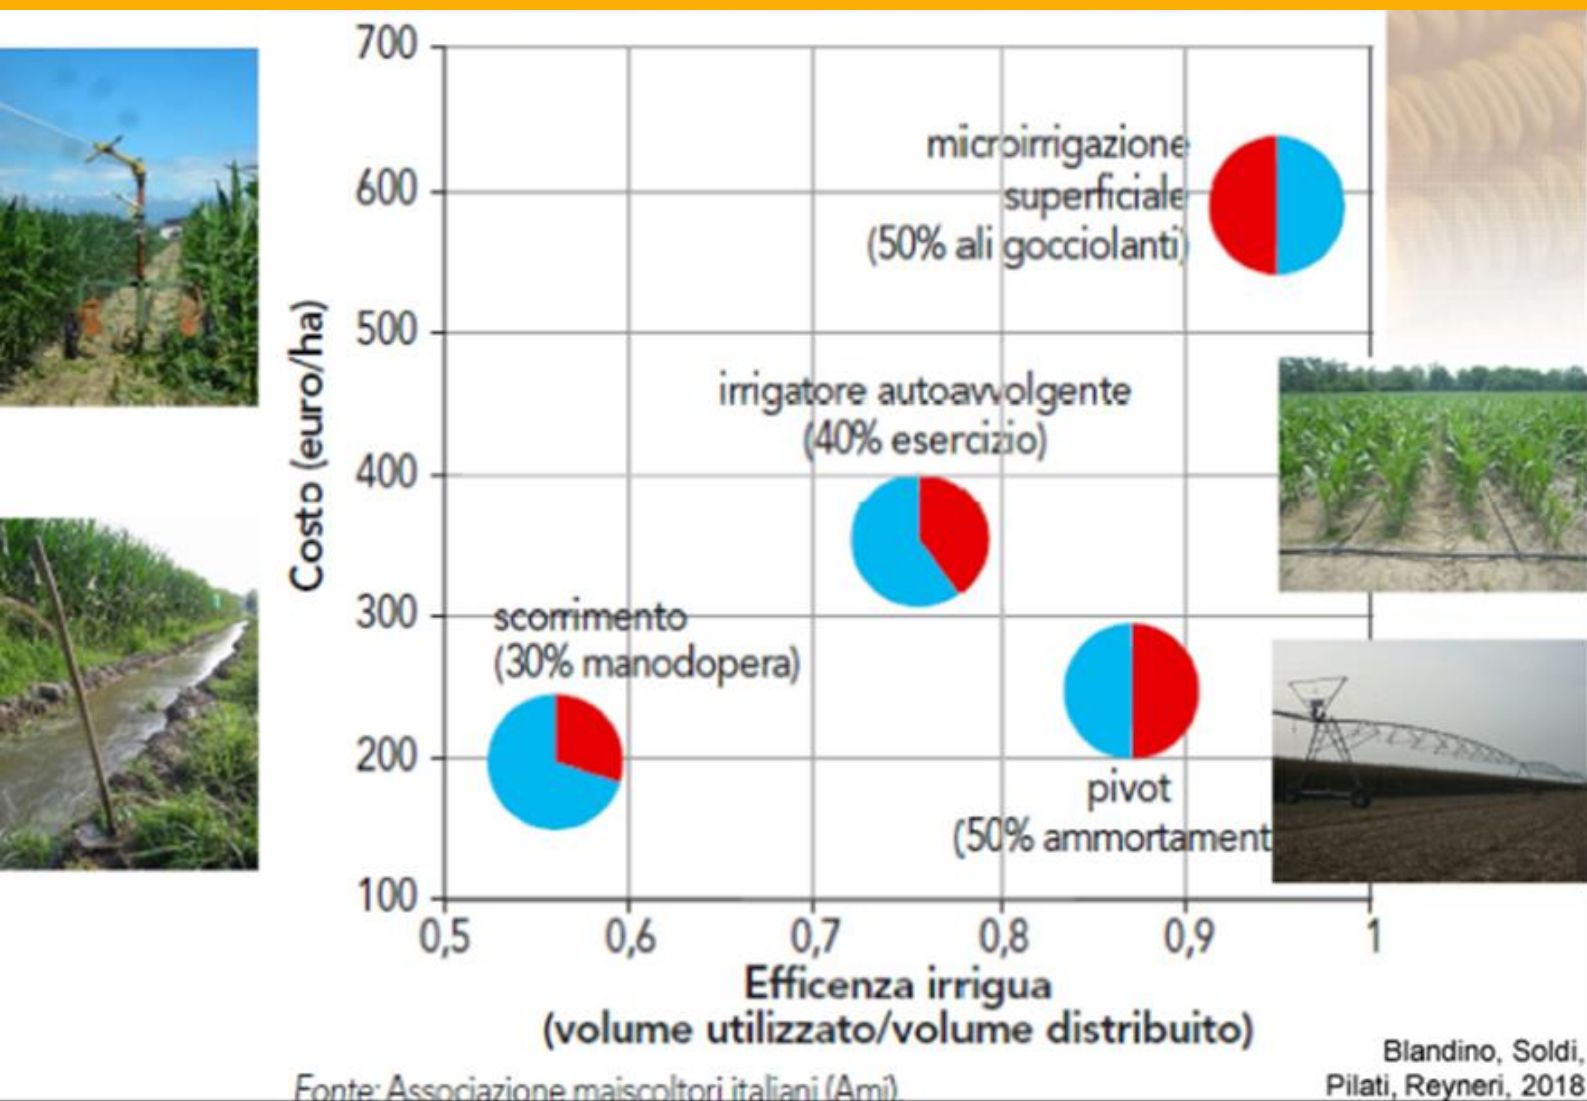 700
600
500
400
300
200
100
Costo (euro/ha)
microirrigazione
superficiale
(50% ali gocciolanti)
irrigatore autoavvolgente
(40% esercizio)
scorrimento
(30% manodopera)
pivot
(50% ammortament
0,5 0,6 0,7 0,8 0,9 1
Efficenza irrigua
(volume utilizzato/volume distribuito)
Fonte: Associazione maiscoltori italiani (Ami).
Blandino, Soldi,
Pilati, Reyneri, 2018